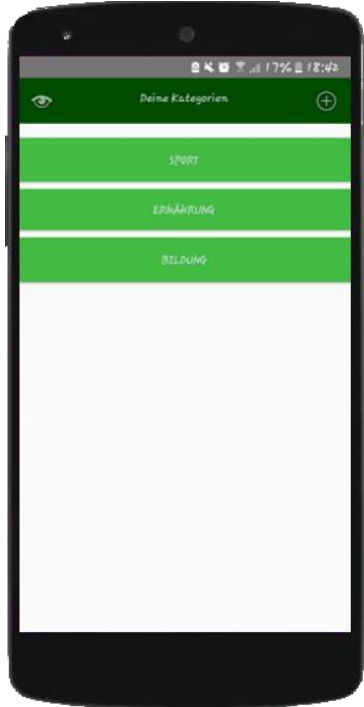 17% 18:42
Deine Kategorien
SPORT
ERNÄHRUNG
BILDUNG